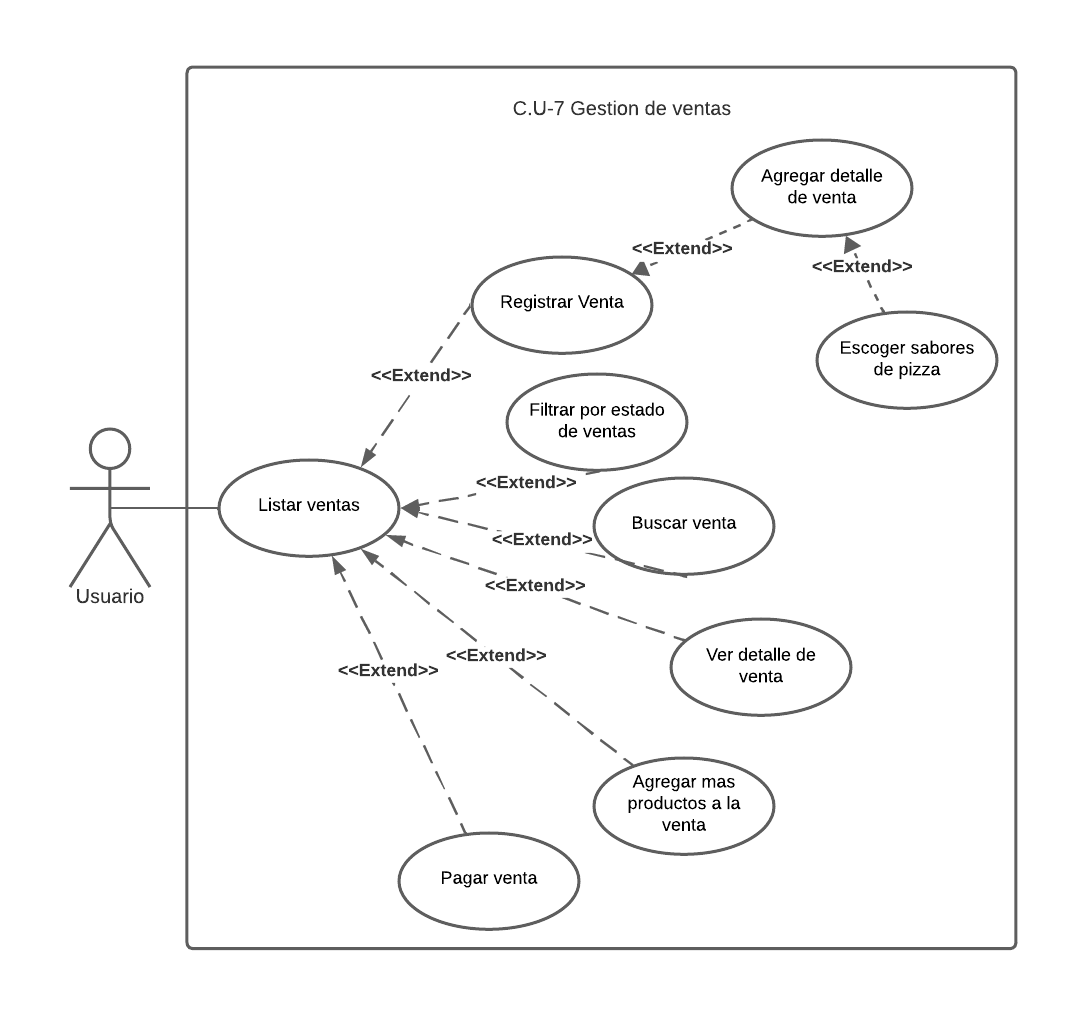 C.U-7 Gestion de ventas
Agregar detalle
de venta
<<Extend>>
<<Extend>>
Registrar Venta
Escoger sabores
de pizza
<<Extend>>
Filtrar por estado
de ventas
<<Extend>>
Listar ventas
Buscar venta
<<Extend>>
<<Extend>>
Usuario
Ver detalle de
venta
<<Extend>>
<<Extend>>
Agregar mas
productos a la
venta
Pagar venta